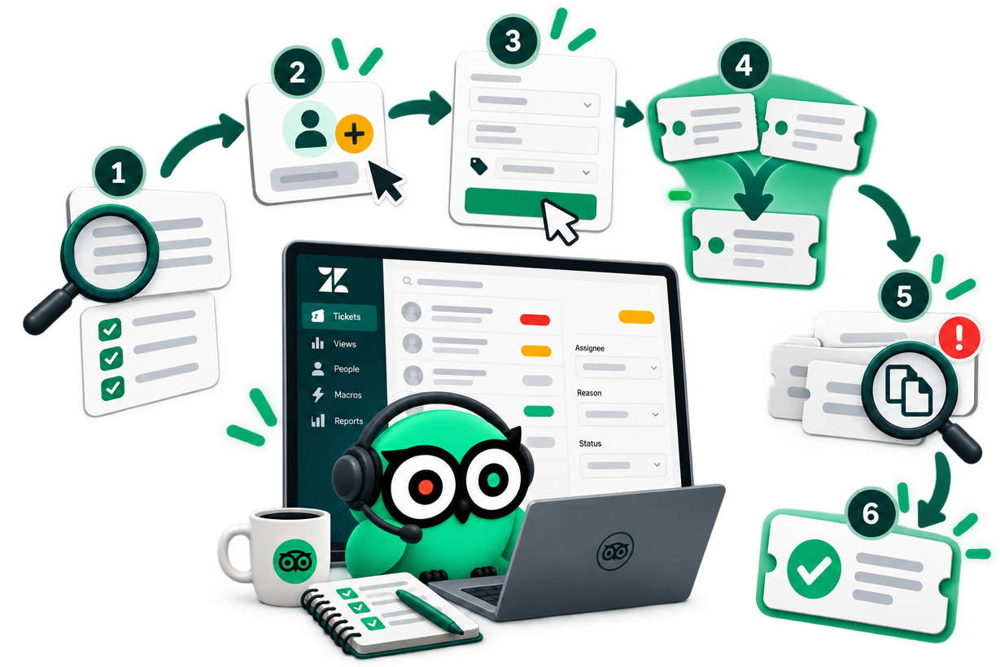 1
2
3
4
5
6
Tickets
Views
People
Macros
Reports
Assignee
Reason
Status